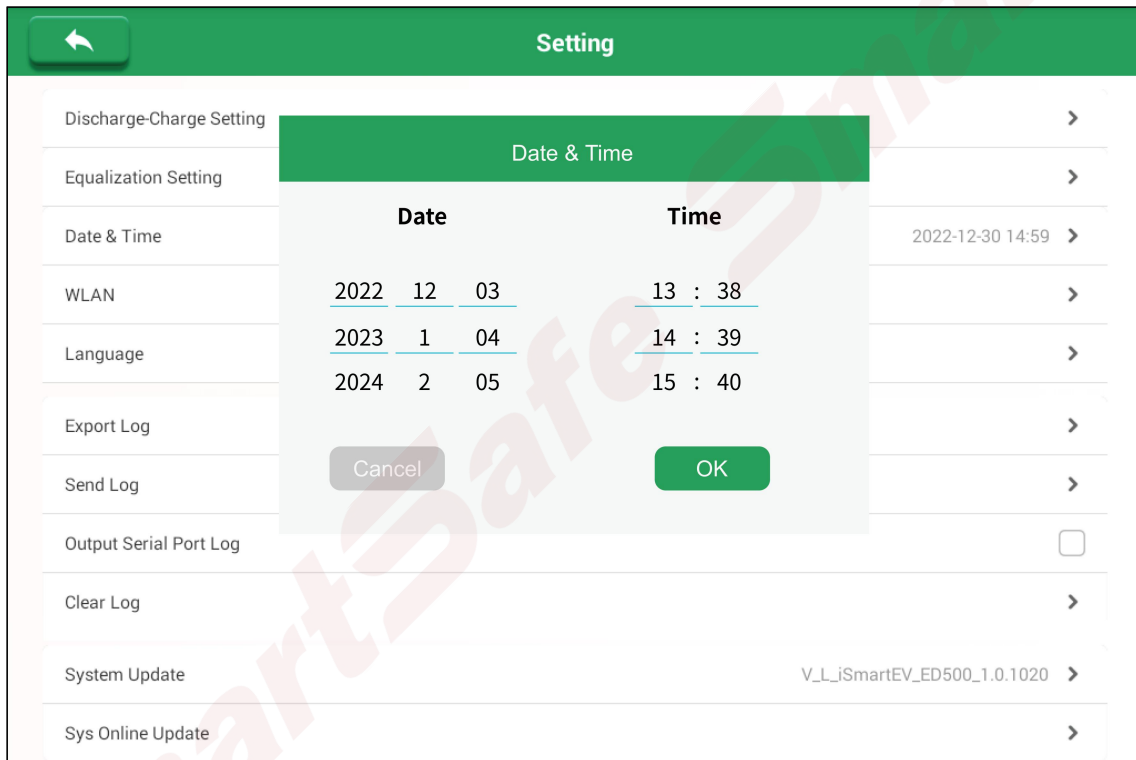 Setting
Discharge-Charge Setting
Equalization Setting
Date & Time 2022-12-30 14:59
WLAN
Language
Export Log
Send Log
Output Serial Port Log
Clear Log
System Update V_L_iSmartEV_ED500_1.0.1020
Sys Online Update
Date & Time
Date Time
2022 12 03 13 : 38
2023 1 04 14 : 39
2024 2 05 15 : 40
Cancel OK
SmartSafe Sma